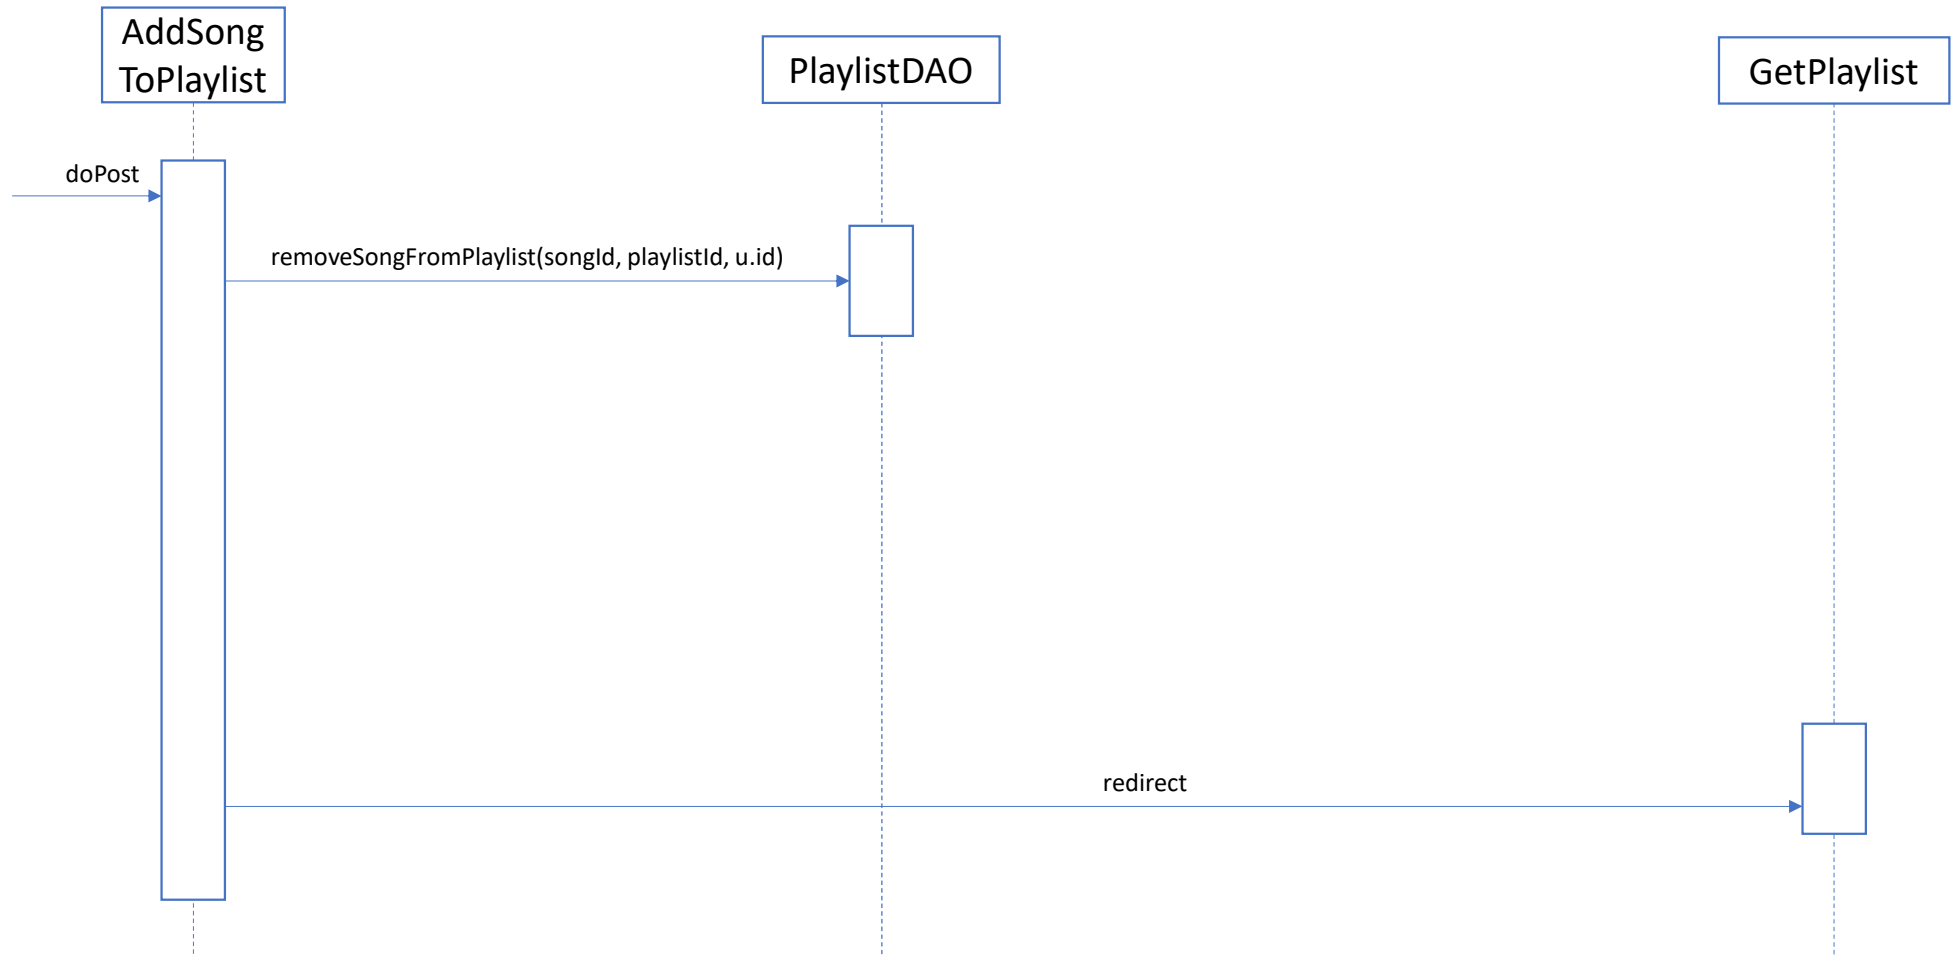 AddSong
ToPlaylist
PlaylistDAO
GetPlaylist
doPost
removeSongFromPlaylist(songId, playlistId, u.id)
redirect